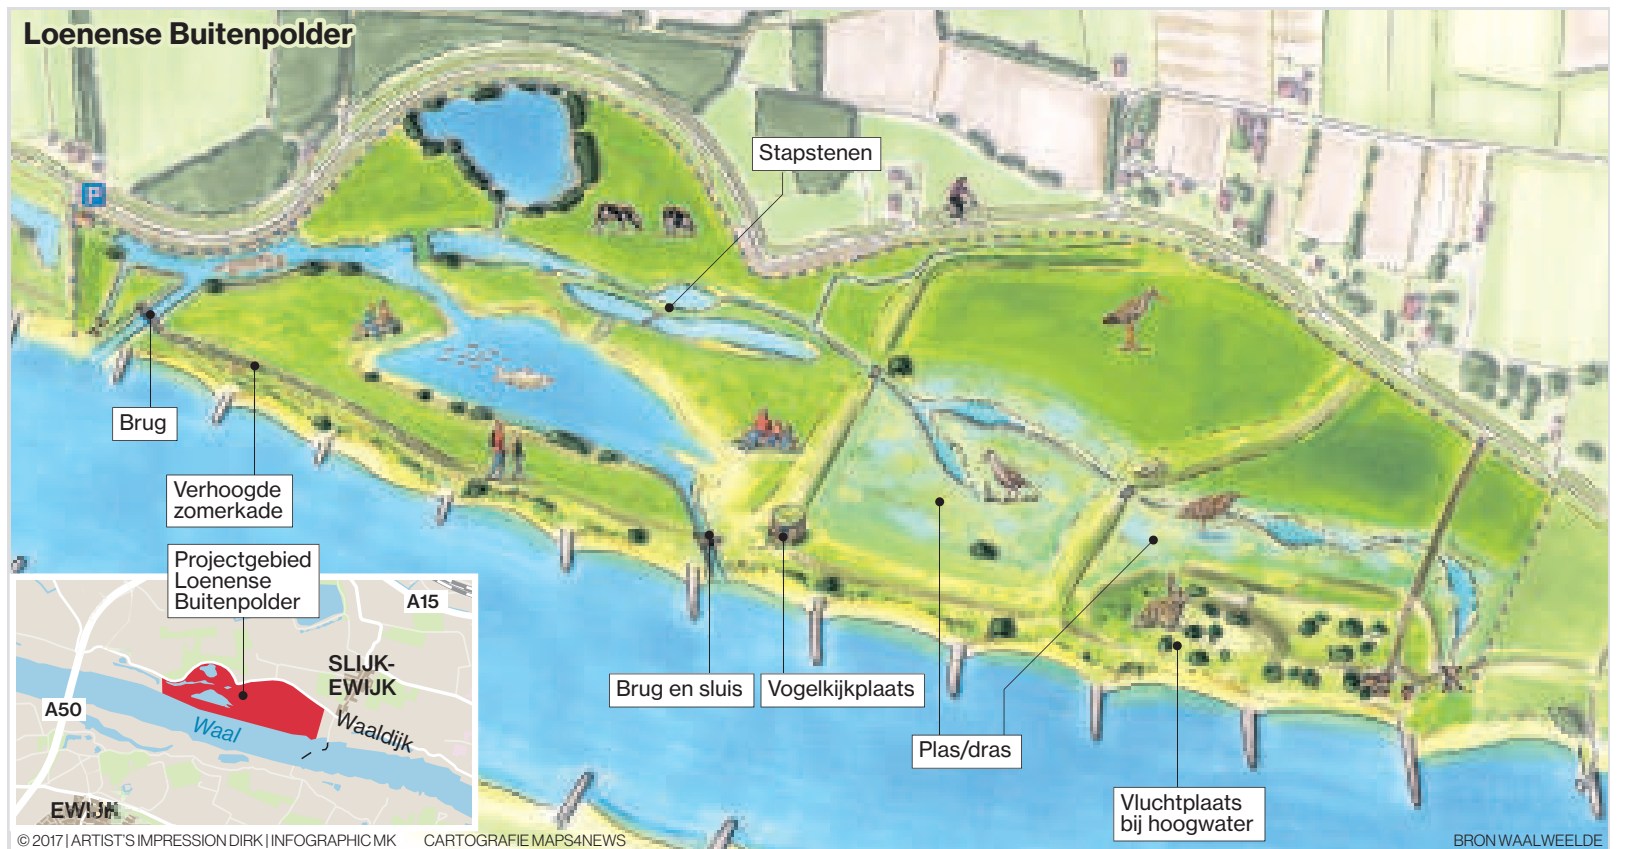 Loenense Buitenpolder
P
Stapstenen
Brug
Verhoogde
zomerkade
Projectgebied
Loenense
Buitenpolder
A15
SLIJK-
EWIJK
A50
Waal
Waaldijk
EWIJK
Brug en sluis
Vogelkijkplaats
Plas/dras
Vluchtplaats
bij hoogwater
© 2017 | ARTIST'S IMPRESSION DIRK | INFOGRAPHIC MK
CARTOGRAFIE MAPS4NEWS
BRON WAALWEELDE